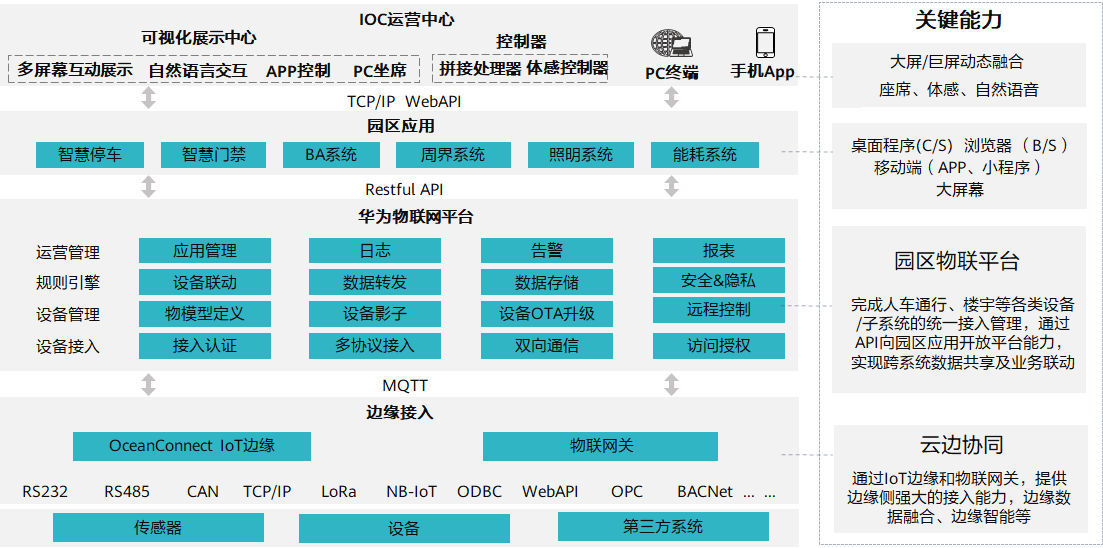 IOC运营中心
可视化展示中心
控制器
多屏幕互动展示 自然语言交互 APP控制 PC坐席
拼接处理器 体感控制器
PC终端
手机App
TCP/IP WebAPI
园区应用
智慧停车 智慧门禁 BA系统 周界系统 照明系统 能耗系统
Restful API
华为物联网平台
运营管理 应用管理 日志 告警 报表
规则引擎 设备联动 数据转发 数据存储 安全&隐私
设备管理 物模型定义 设备影子 设备OTA升级 远程控制
设备接入 接入认证 多协议接入 双向通信 访问授权
MQTT
边缘接入
OceanConnect IoT边缘 物联网关
RS232 RS485 CAN TCP/IP LoRa NB-IoT ODBC WebAPI OPC BACNet ... ...
传感器 设备 第三方系统
关键能力
大屏/巨屏动态融合
座席、体感、自然语音
桌面程序(C/S) 浏览器（B/S）
移动端（APP、小程序）
大屏幕
园区物联平台
完成人车通行、楼宇等各类设备
/子系统的统一接入管理，通过
API向园区应用开放平台能力，
实现跨系统数据共享及业务联动
云边协同
通过IoT边缘和物联网关，提供
边缘侧强大的接入能力，边缘数
据融合、边缘智能等